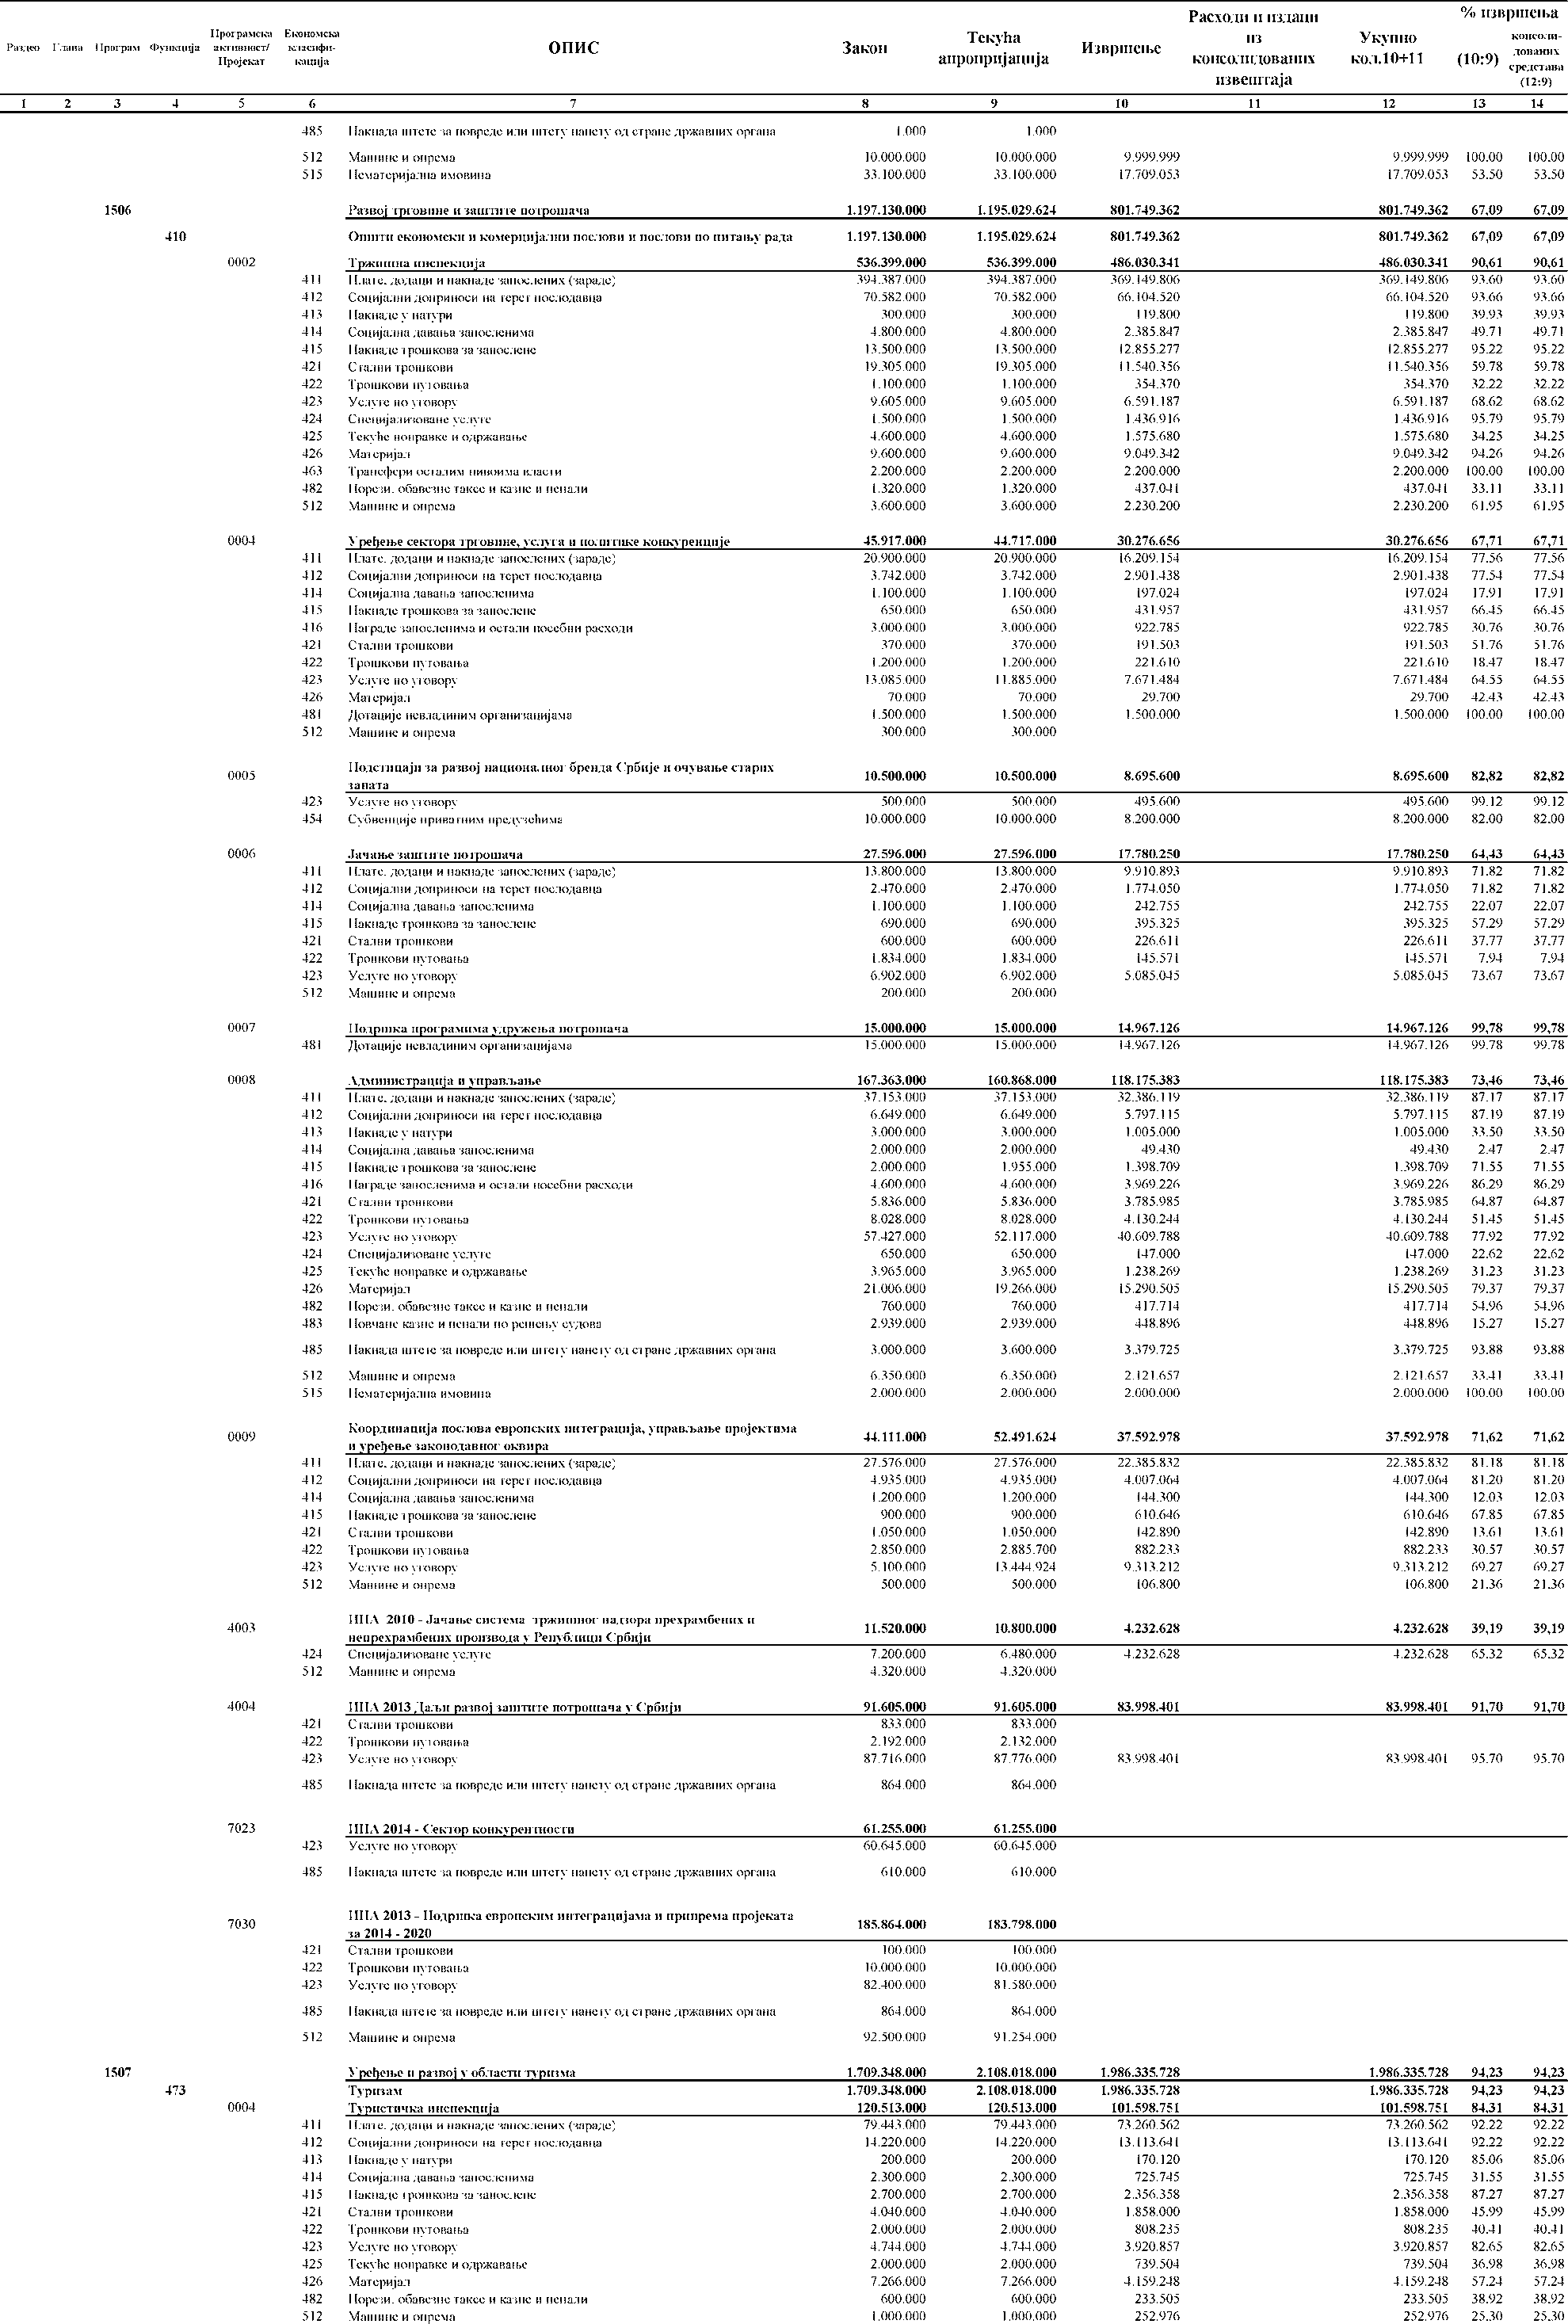 Раздео Глава Програм Функција Програмска активност/ Пројекат Економска класифи-кација ОПИС Закон Текућа апропријација Извршење Расходи и издаци из консолидованих извештаја Укупно кол.10+11 % извршења (10:9) консоли-дованих средстава (12:9)
1 2 3 4 5 6 7 8 9 10 11 12 13 14
485 Накнада штете за повреде или штету нанету од стране државних органа 1.000 1.000
512 Машине и опрема 10.000.000 10.000.000 9.999.999 9.999.999 100.00 100.00
515 Нематеријална имовина 33.100.000 33.100.000 17.709.053 17.709.053 53.50 53.50
1506 Развој трговине и заштите потрошача 1.197.130.000 1.195.029.624 801.749.362 801.749.362 67,09 67,09
410 Општи економски и комерцијални послови и послови по питању рада 1.197.130.000 1.195.029.624 801.749.362 801.749.362 67,09 67,09
0002 Тржишна инспекција 536.399.000 536.399.000 486.030.341 486.030.341 90,61 90,61
411 Плате, додаци и накнаде запослених (зараде) 394.387.000 394.387.000 369.149.806 369.149.806 93.60 93.60
412 Социјални доприноси на терет послодавца 70.582.000 70.582.000 66.104.520 66.104.520 93.66 93.66
413 Накнаде у натури 300.000 300.000 119.800 119.800 39.93 39.93
414 Социјална давања запосленима 4.800.000 4.800.000 2.385.847 2.385.847 49.71 49.71
415 Накнаде трошкова за запослене 13.500.000 13.500.000 12.855.277 12.855.277 95.22 95.22
421 Стални трошкови 19.305.000 19.305.000 11.540.356 11.540.356 59.78 59.78
422 Трошкови путовања 1.100.000 1.100.000 354.370 354.370 32.22 32.22
423 Услуге по уговору 9.605.000 9.605.000 6.591.187 6.591.187 68.62 68.62
424 Специјализоване услуге 1.500.000 1.500.000 1.436.916 1.436.916 95.79 95.79
425 Текуће поправке и одржавање 4.600.000 4.600.000 1.575.680 1.575.680 34.25 34.25
426 Материјал 9.600.000 9.600.000 9.049.342 9.049.342 94.26 94.26
463 Трансфери осталим нивоима власти 2.200.000 2.200.000 2.200.000 2.200.000 100.00 100.00
482 Порези, обавезне таксе и казне и пенали 1.320.000 1.320.000 437.041 437.041 33.11 33.11
512 Машине и опрема 3.600.000 3.600.000 2.230.200 2.230.200 61.95 61.95
0004 Уређење сектора трговине, услуга и политике конкуренције 45.917.000 44.717.000 30.276.656 30.276.656 67,71 67,71
411 Плате, додаци и накнаде запослених (зараде) 20.900.000 20.900.000 16.209.154 16.209.154 77.56 77.56
412 Социјални доприноси на терет послодавца 3.742.000 3.742.000 2.901.438 2.901.438 77.54 77.54
414 Социјална давања запосленима 1.100.000 1.100.000 197.024 197.024 17.91 17.91
415 Накнаде трошкова за запослене 650.000 650.000 431.957 431.957 66.45 66.45
416 Награде запосленима и остали посебни расходи 3.000.000 3.000.000 922.785 922.785 30.76 30.76
421 Стални трошкови 370.000 370.000 191.503 191.503 51.76 51.76
422 Трошкови путовања 1.200.000 1.200.000 221.610 221.610 18.47 18.47
423 Услуге по уговору 13.085.000 11.885.000 7.671.484 7.671.484 64.55 64.55
426 Материјал 70.000 70.000 29.700 29.700 42.43 42.43
481 Дотације невладиним организацијама 1.500.000 1.500.000 1.500.000 1.500.000 100.00 100.00
512 Машине и опрема 300.000 300.000
0005 Подстицаји за развој националног бренда Србије и очување старих заната 10.500.000 10.500.000 8.695.600 8.695.600 82,82 82,82
423 Услуге по уговору 500.000 500.000 495.600 495.600 99.12 99.12
454 Субвенције приватним предузећима 10.000.000 10.000.000 8.200.000 8.200.000 82.00 82.00
0006 Јачање заштите потрошача 27.596.000 27.596.000 17.780.250 17.780.250 64,43 64,43
411 Плате, додаци и накнаде запослених (зараде) 13.800.000 13.800.000 9.910.893 9.910.893 71.82 71.82
412 Социјални доприноси на терет послодавца 2.470.000 2.470.000 1.774.050 1.774.050 71.82 71.82
414 Социјална давања запосленима 1.100.000 1.100.000 242.755 242.755 22.07 22.07
415 Накнаде трошкова за запослене 690.000 690.000 395.325 395.325 57.29 57.29
421 Стални трошкови 600.000 600.000 226.611 226.611 37.77 37.77
422 Трошкови путовања 1.834.000 1.834.000 145.571 145.571 7.94 7.94
423 Услуге по уговору 6.902.000 6.902.000 5.085.045 5.085.045 73.67 73.67
512 Машине и опрема 200.000 200.000
0007 Подршка програмима удружења потрошача 15.000.000 15.000.000 14.967.126 14.967.126 99,78 99,78
481 Дотације невладиним организацијама 15.000.000 15.000.000 14.967.126 14.967.126 99.78 99.78
0008 Администрација и управљање 167.363.000 160.868.000 118.175.383 118.175.383 73,46 73,46
411 Плате, додаци и накнаде запослених (зараде) 37.153.000 37.153.000 32.386.119 32.386.119 87.17 87.17
412 Социјални доприноси на терет послодавца 6.649.000 6.649.000 5.797.115 5.797.115 87.19 87.19
413 Накнаде у натури 3.000.000 3.000.000 1.005.000 1.005.000 33.50 33.50
414 Социјална давања запосленима 2.000.000 2.000.000 49.430 49.430 2.47 2.47
415 Накнаде трошкова за запослене 2.000.000 1.955.000 1.398.709 1.398.709 71.55 71.55
416 Награде запосленима и остали посебни расходи 4.600.000 4.600.000 3.969.226 3.969.226 86.29 86.29
421 Стални трошкови 5.836.000 5.836.000 3.785.985 3.785.985 64.87 64.87
422 Трошкови путовања 8.028.000 8.028.000 4.130.244 4.130.244 51.45 51.45
423 Услуге по уговору 57.427.000 52.117.000 40.609.788 40.609.788 77.92 77.92
424 Специјализоване услуге 650.000 650.000 147.000 147.000 22.62 22.62
425 Текуће поправке и одржавање 3.965.000 3.965.000 1.238.269 1.238.269 31.23 31.23
426 Материјал 21.006.000 19.266.000 15.290.505 15.290.505 79.37 79.37
482 Порези, обавезне таксе и казне и пенали 760.000 760.000 417.714 417.714 54.96 54.96
483 Новчане казне и пенали по решењу судова 2.939.000 2.939.000 448.896 448.896 15.27 15.27
485 Накнада штете за повреде или штету нанету од стране државних органа 3.000.000 3.600.000 3.379.725 3.379.725 93.88 93.88
512 Машине и опрема 6.350.000 6.350.000 2.121.657 2.121.657 33.41 33.41
515 Нематеријална имовина 2.000.000 2.000.000 2.000.000 2.000.000 100.00 100.00
0009 Координација послова европских интеграција, управљање пројектима и уређење законодавног оквира 44.111.000 52.491.624 37.592.978 37.592.978 71,62 71,62
411 Плате, додаци и накнаде запослених (зараде) 27.576.000 27.576.000 22.385.832 22.385.832 81.18 81.18
412 Социјални доприноси на терет послодавца 4.935.000 4.935.000 4.007.064 4.007.064 81.20 81.20
414 Социјална давања запосленима 1.200.000 1.200.000 144.300 144.300 12.03 12.03
415 Накнаде трошкова за запослене 900.000 900.000 610.646 610.646 67.85 67.85
421 Стални трошкови 1.050.000 1.050.000 142.890 142.890 13.61 13.61
422 Трошкови путовања 2.850.000 2.885.700 882.233 882.233 30.57 30.57
423 Услуге по уговору 5.100.000 13.444.924 9.313.212 9.313.212 69.27 69.27
512 Машине и опрема 500.000 500.000 106.800 106.800 21.36 21.36
4003 ИПА 2010 - Јачање система тржишног надзора прехрамбених и непрехрамбених производа у Републици Србији 11.520.000 10.800.000 4.232.628 4.232.628 39,19 39,19
424 Специјализоване услуге 7.200.000 6.480.000 4.232.628 4.232.628 65.32 65.32
512 Машине и опрема 4.320.000 4.320.000
4004 ИПА 2013 Даљи развој заштите потрошача у Србији 91.605.000 91.605.000 83.998.401 83.998.401 91,70 91,70
421 Стални трошкови 833.000 833.000
422 Трошкови путовања 2.192.000 2.132.000
423 Услуге по уговору 87.716.000 87.776.000 83.998.401 83.998.401 95.70 95.70
485 Накнада штете за повреде или штету нанету од стране државних органа 864.000 864.000
7023 ИПА 2014 - Сектор конкурентности 61.255.000 61.255.000
423 Услуге по уговору 60.645.000 60.645.000
485 Накнада штете за повреде или штету нанету од стране државних органа 610.000 610.000
7030 ИПА 2013 - Подршка европским интеграцијама и припрема пројеката за 2014 - 2020 185.864.000 183.798.000
421 Стални трошкови 100.000 100.000
422 Трошкови путовања 10.000.000 10.000.000
423 Услуге по уговору 82.400.000 81.580.000
485 Накнада штете за повреде или штету нанету од стране државних органа 864.000 864.000
512 Машине и опрема 92.500.000 91.254.000
1507 Уређење и развој у области туризма 1.709.348.000 2.108.018.000 1.986.335.728 1.986.335.728 94,23 94,23
473 Туризам 1.709.348.000 2.108.018.000 1.986.335.728 1.986.335.728 94,23 94,23
0004 Туристичка инспекција 120.513.000 120.513.000 101.598.751 101.598.751 84,31 84,31
411 Плате, додаци и накнаде запослених (зараде) 79.443.000 79.443.000 73.260.562 73.260.562 92.22 92.22
412 Социјални доприноси на терет послодавца 14.220.000 14.220.000 13.113.641 13.113.641 92.22 92.22
413 Накнаде у натури 200.000 200.000 170.120 170.120 85.06 85.06
414 Социјална давања запосленима 2.300.000 2.300.000 725.745 725.745 31.55 31.55
415 Накнаде трошкова за запослене 2.700.000 2.700.000 2.356.358 2.356.358 87.27 87.27
421 Стални трошкови 4.040.000 4.040.000 1.858.000 1.858.000 45.99 45.99
422 Трошкови путовања 2.000.000 2.000.000 808.235 808.235 40.41 40.41
423 Услуге по уговору 4.744.000 4.744.000 3.920.857 3.920.857 82.65 82.65
425 Текуће поправке и одржавање 2.000.000 2.000.000 739.504 739.504 36.98 36.98
426 Материјал 7.266.000 7.266.000 4.159.248 4.159.248 57.24 57.24
482 Порези, обавезне таксе и казне и пенали 600.000 600.000 233.505 233.505 38.92 38.92
512 Машине и опрема 1.000.000 1.000.000 252.976 252.976 25.30 25.30